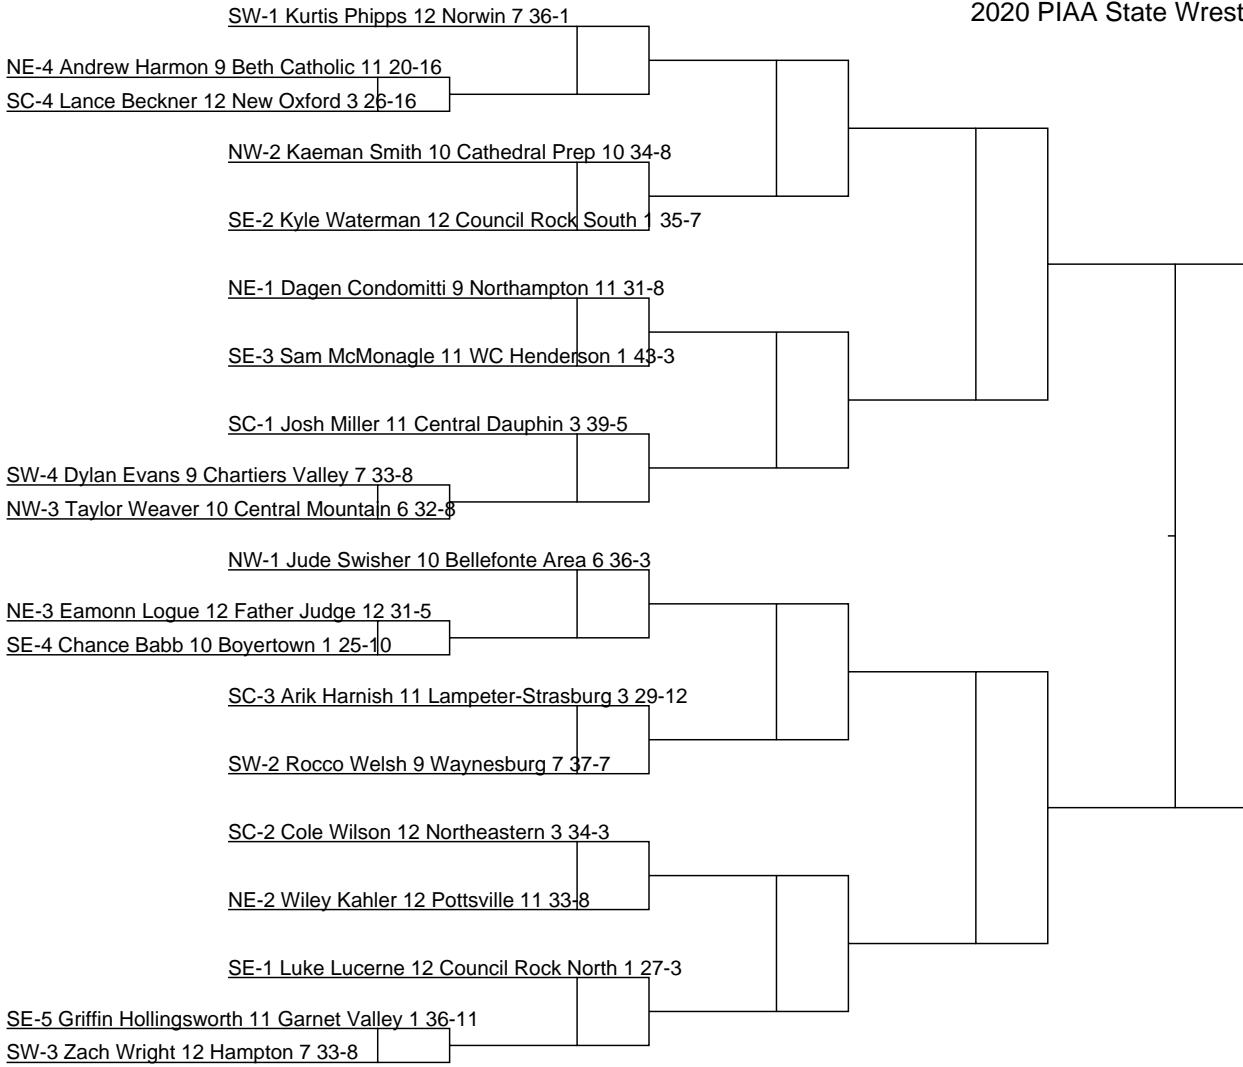 2020 PIAA State Wrest
SW-1 Kurtis Phipps 12 Norwin 7 36-1
NE-4 Andrew Harmon 9 Beth Catholic 11 20-16
SC-4 Lance Beckner 12 New Oxford 3 26-16
NW-2 Kaeman Smith 10 Cathedral Prep 10 34-8
SE-2 Kyle Waterman 12 Council Rock South 1 35-7
NE-1 Dagen Condomitti 9 Northampton 11 31-8
SE-3 Sam McMonagle 11 WC Henderson 1 43-3
SC-1 Josh Miller 11 Central Dauphin 3 39-5
SW-4 Dylan Evans 9 Chartiers Valley 7 33-8
NW-3 Taylor Weaver 10 Central Mountain 6 32-8
NW-1 Jude Swisher 10 Bellefonte Area 6 36-3
NE-3 Eamonn Logue 12 Father Judge 12 31-5
SE-4 Chance Babb 10 Boyertown 1 25-10
SC-3 Arik Harnish 11 Lampeter-Strasburg 3 29-12
SW-2 Rocco Welsh 9 Waynesburg 7 37-7
SC-2 Cole Wilson 12 Northeastern 3 34-3
NE-2 Wiley Kahler 12 Pottsville 11 33-8
SE-1 Luke Lucerne 12 Council Rock North 1 27-3
SE-5 Griffin Hollingsworth 11 Garnet Valley 1 36-11
SW-3 Zach Wright 12 Hampton 7 33-8